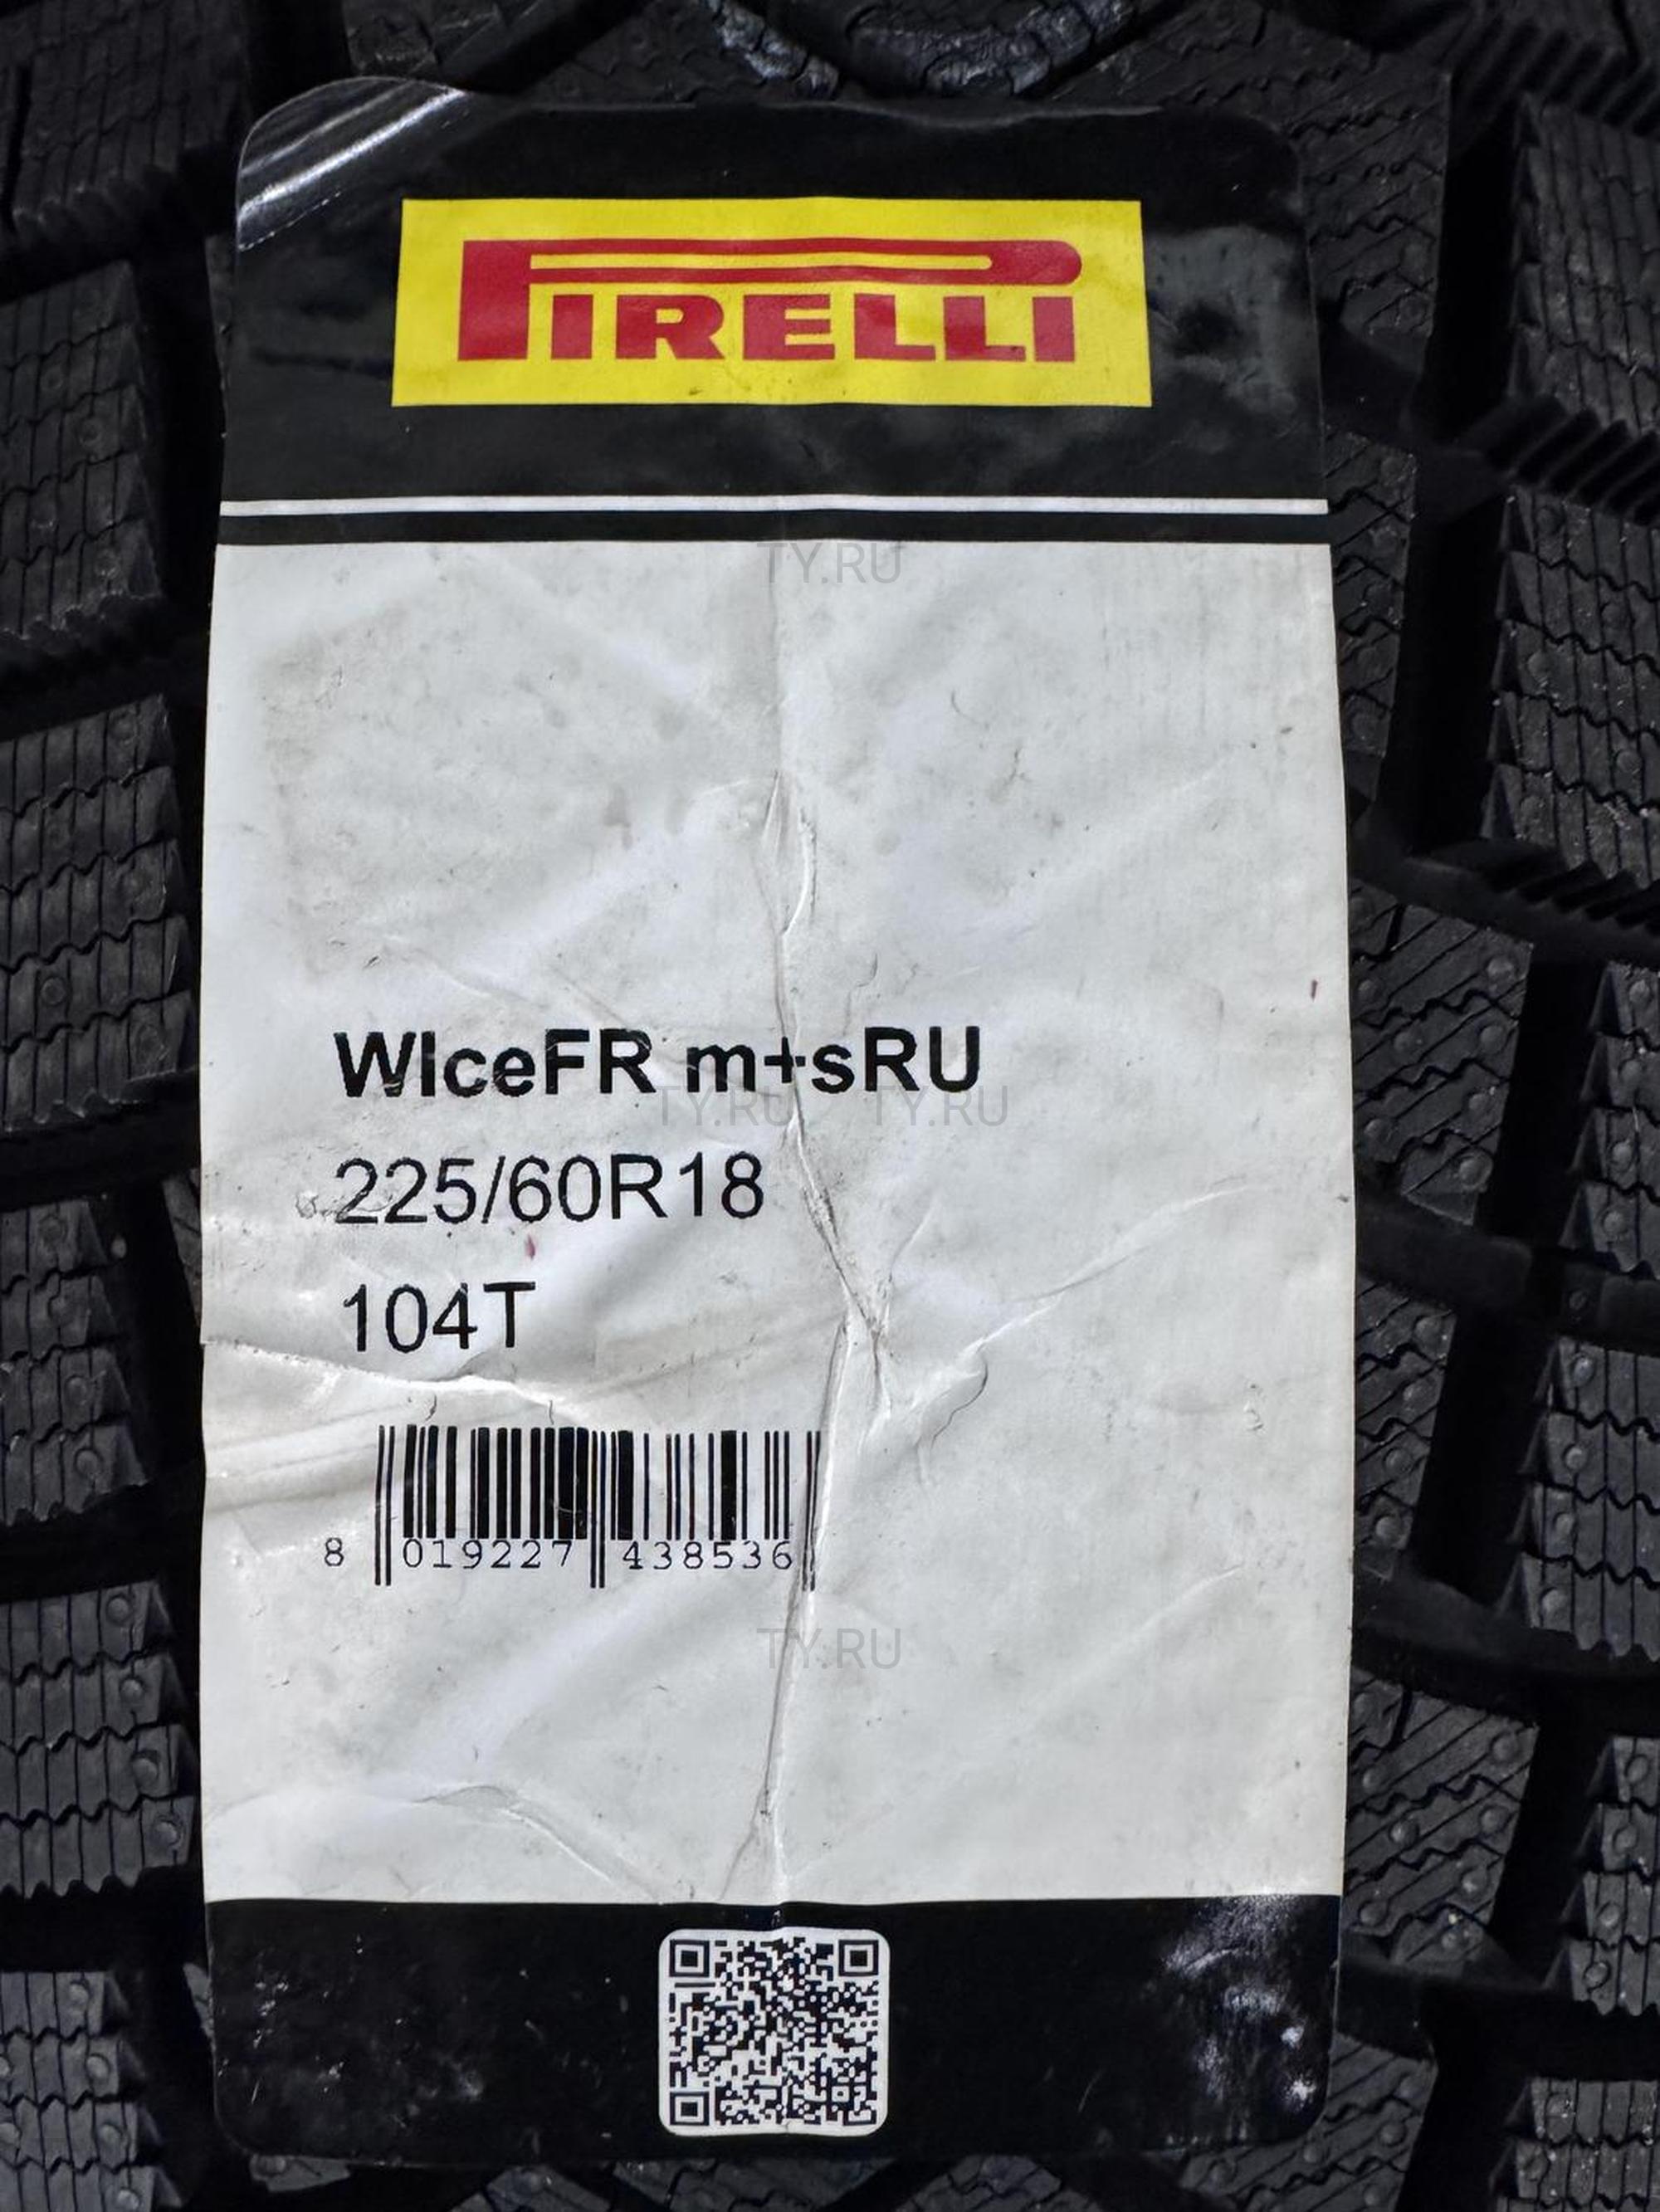 PIRELLI
TY.RU
WIceFR m+sRU
TY.RU TY.RU
225/60R18
104T
8 019227 438536
TY.RU